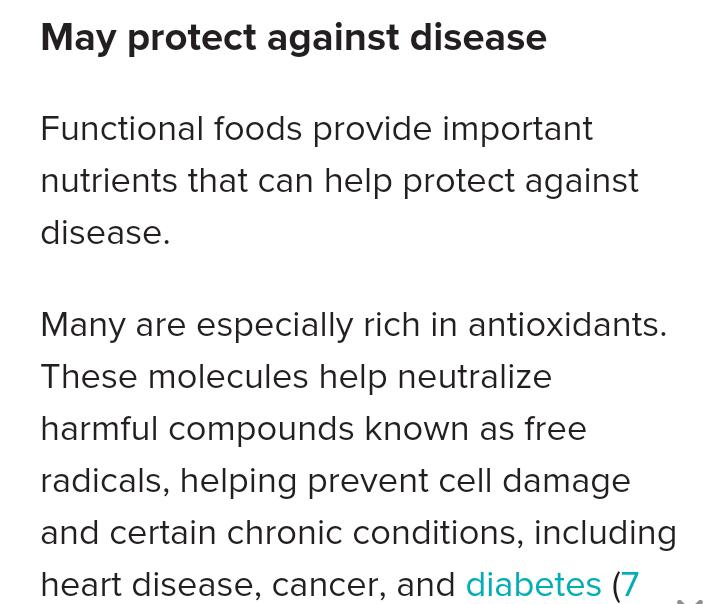 May protect against disease
Functional foods provide important
nutrients that can help protect against
disease.
Many are especially rich in antioxidants.
These molecules help neutralize
harmful compounds known as free
radicals, helping prevent cell damage
and certain chronic conditions, including
heart disease, cancer, and diabetes (7